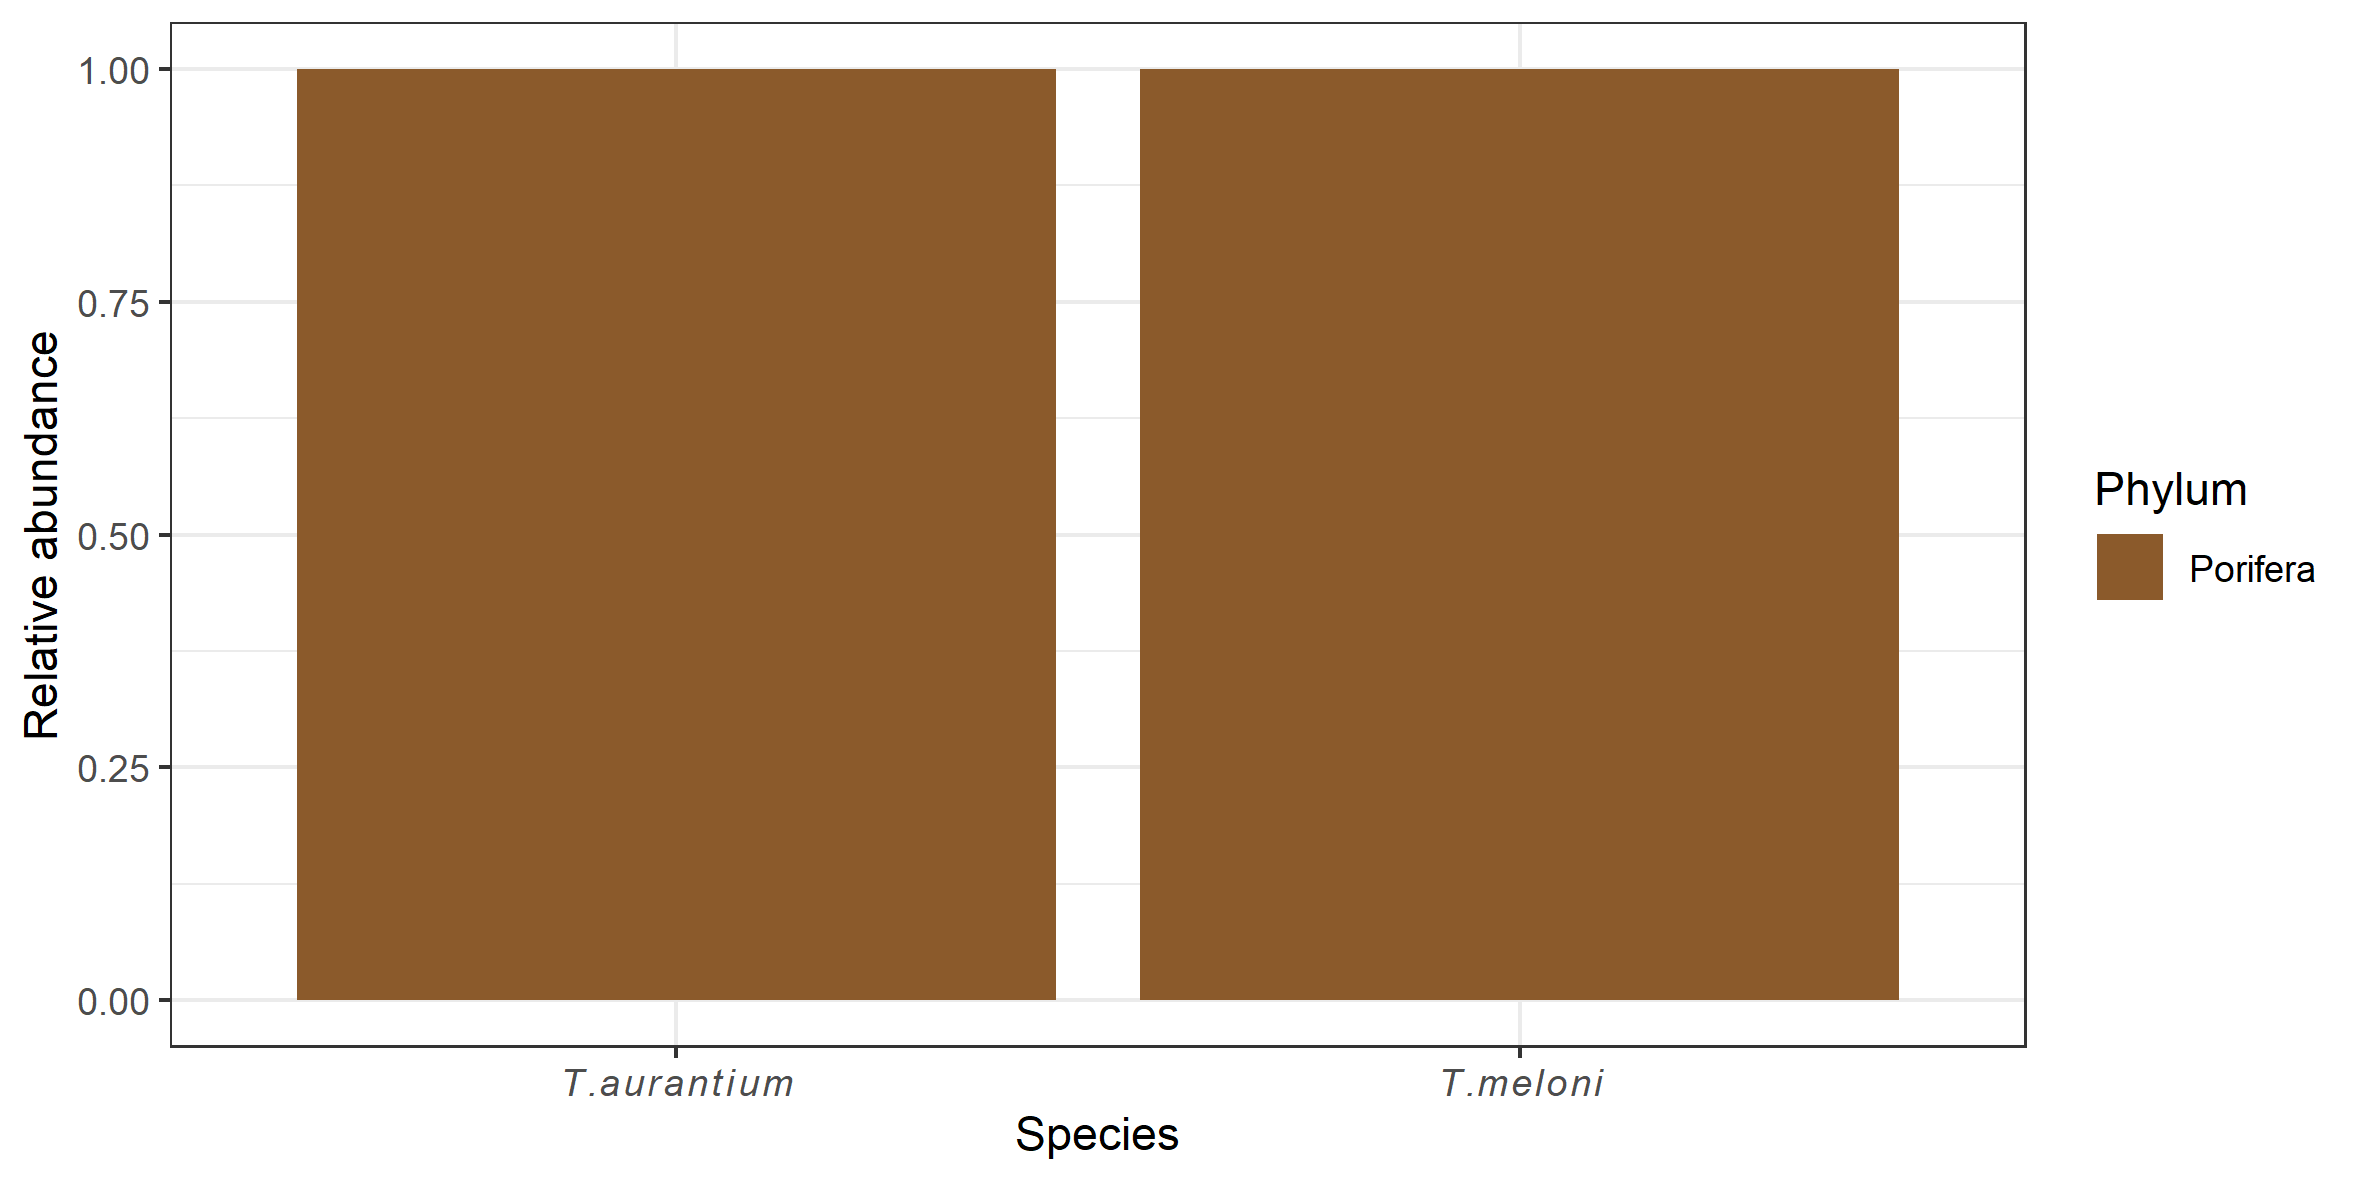 Relative abundance
1.00
0.75
0.50
0.25
0.00
T.aurantium
T.meloni
Species
Phylum
Porifera